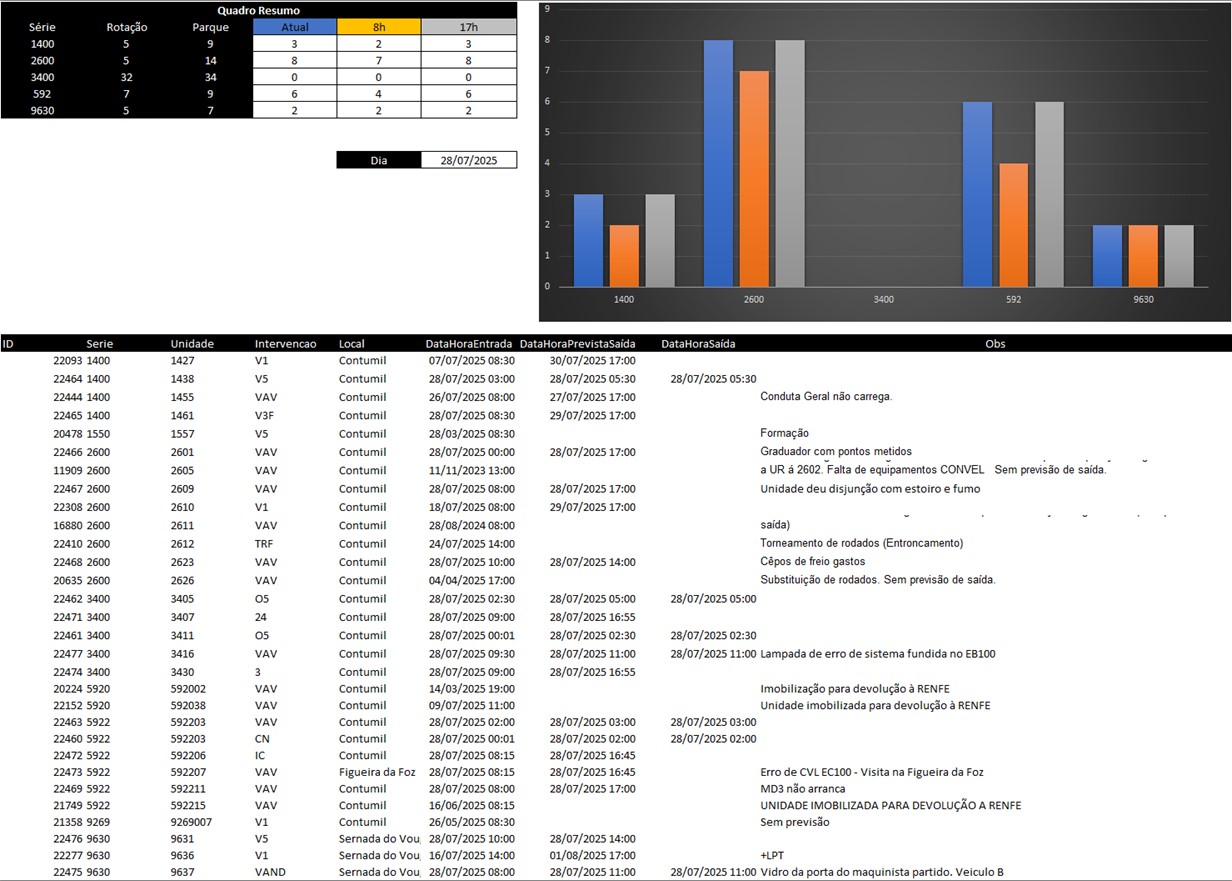 Quadro Resumo
Série Rotação Parque Atual 8h 17h
1400 5 9 3 2 3
2600 5 14 8 7 8
3400 32 34 0 0 0
592 7 9 6 4 6
9630 5 7 2 2 2
Dia 28/07/2025
9
8
7
6
5
4
3
2
1
0
1400 2600 3400 592 9630
ID Serie Unidade Intervencao Local DataHoraEntrada DataHoraPrevistaSaída DataHoraSaída Obs
22093 1400 1427 V1 Contumil 07/07/2025 08:30 30/07/2025 17:00
22464 1400 1438 V5 Contumil 28/07/2025 03:00 28/07/2025 05:30 28/07/2025 05:30
22444 1400 1455 VAV Contumil 26/07/2025 08:00 27/07/2025 17:00 Conduta Geral não carrega.
22465 1400 1461 V3F Contumil 28/07/2025 08:30 29/07/2025 17:00
20478 1550 1557 V5 Contumil 28/03/2025 08:30 Formação
22466 2600 2601 VAV Contumil 28/07/2025 00:00 28/07/2025 17:00 Graduador com pontos metidos
11909 2600 2605 VAV Contumil 11/11/2023 13:00 a UR á 2602. Falta de equipamentos CONVEL Sem previsão de saída.
22467 2600 2609 VAV Contumil 28/07/2025 08:00 28/07/2025 17:00 Unidade deu disjunção com estoiro e fumo
22308 2600 2610 V1 Contumil 18/07/2025 08:00 29/07/2025 17:00
16880 2600 2611 VAV Contumil 28/08/2024 08:00 saída)
22410 2600 2612 TRF Contumil 24/07/2025 14:00 Torneamento de rodados (Entroncamento)
22468 2600 2623 VAV Contumil 28/07/2025 10:00 28/07/2025 14:00 Cêpos de freio gastos
20635 2600 2626 VAV Contumil 04/04/2025 17:00 Substituição de rodados. Sem previsão de saída.
22462 3400 3405 O5 Contumil 28/07/2025 02:30 28/07/2025 05:00 28/07/2025 05:00
22471 3400 3407 24 Contumil 28/07/2025 09:00 28/07/2025 16:55
22461 3400 3411 O5 Contumil 28/07/2025 00:01 28/07/2025 02:30 28/07/2025 02:30
22477 3400 3416 VAV Contumil 28/07/2025 09:30 28/07/2025 11:00 28/07/2025 11:00 Lampada de erro de sistema fundida no EB100
22474 3400 3430 3 Contumil 28/07/2025 09:00 28/07/2025 16:55
20224 5920 592002 VAV Contumil 14/03/2025 19:00 Imobilização para devolução à RENFE
22152 5920 592038 VAV Contumil 09/07/2025 11:00 Unidade imobilizada para devolução à RENFE
22463 5922 592203 VAV Contumil 28/07/2025 02:00 28/07/2025 03:00 28/07/2025 03:00
22460 5922 592203 CN Contumil 28/07/2025 00:01 28/07/2025 02:00 28/07/2025 02:00
22472 5922 592206 IC Contumil 28/07/2025 08:15 28/07/2025 16:45
22473 5922 592207 VAV Figueira da Foz 28/07/2025 08:15 28/07/2025 16:45 Erro de CVL EC100 - Visita na Figueira da Foz
22469 5922 592211 VAV Contumil 28/07/2025 08:00 28/07/2025 17:00 MD3 não arranca
21749 5922 592215 VAV Contumil 16/06/2025 08:15 UNIDADE IMOBILIZADA PARA DEVOLUÇÃO A RENFE
21358 9269 9269007 V1 Contumil 26/05/2025 08:30 Sem previsão
22476 9630 9631 V5 Sernada do Vou 28/07/2025 10:00 28/07/2025 14:00
22277 9630 9636 V1 Sernada do Vou 16/07/2025 14:00 01/08/2025 17:00 +LPT
22475 9630 9637 VAND Sernada do Vou 28/07/2025 08:00 28/07/2025 11:00 28/07/2025 11:00 Vidro da porta do maquinista partido. Veiculo B